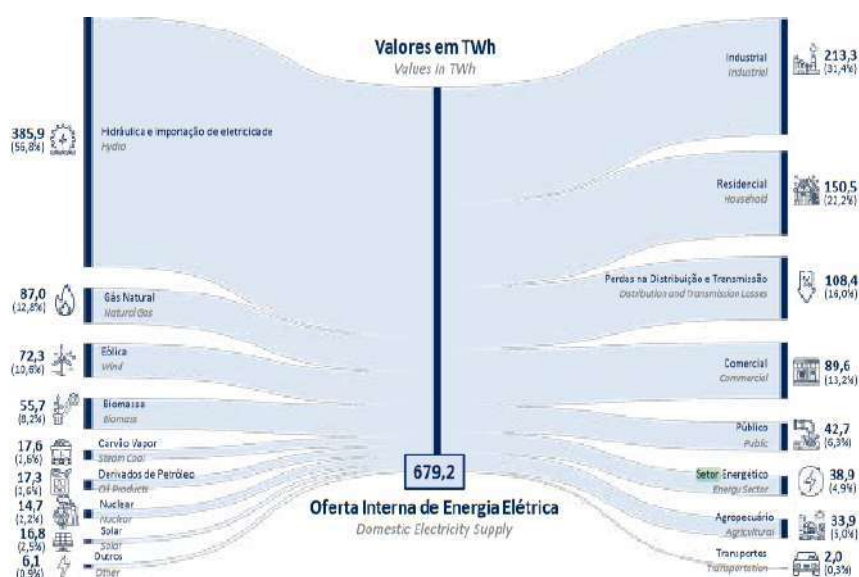 Valores em TWh
Values in TWh
385,9
(56,8%)
Hidráulica e importação de eletricidade
Hydro
87,0
(12,8%)
Gás Natural
Natural Gas
72,3
(10,6%)
Eólica
Wind
55,7
(8,2%)
Biomassa
Biomass
17,6
(2,6%)
Carvão Vapor
Steam Coal
17,3
(2,6%)
Derivados de Petróleo
Oil Products
14,7
(2,2%)
Nuclear
Nuclear
16,8
(2,5%)
Solar
Solar
6,1
(0,9%)
Outros
Other
679,2
Oferta Interna de Energia Elétrica
Domestic Electricity Supply
Industrial
Industriel
213,3
(31,4%)
Residencial
Household
150,5
(21,2%)
Perdas na Distribuição e Transmissão
Distribution and Transmission Losses
108,4
(16,0%)
Comercial
Commercial
89,6
(13,2%)
Público
Public
42,7
(6,3%)
Setor Energético
Energy Sector
38,9
(4,9%)
Agropecuário
Agricultural
33,9
(5,0%)
Transportes
Transportation
2,0
(0,3%)